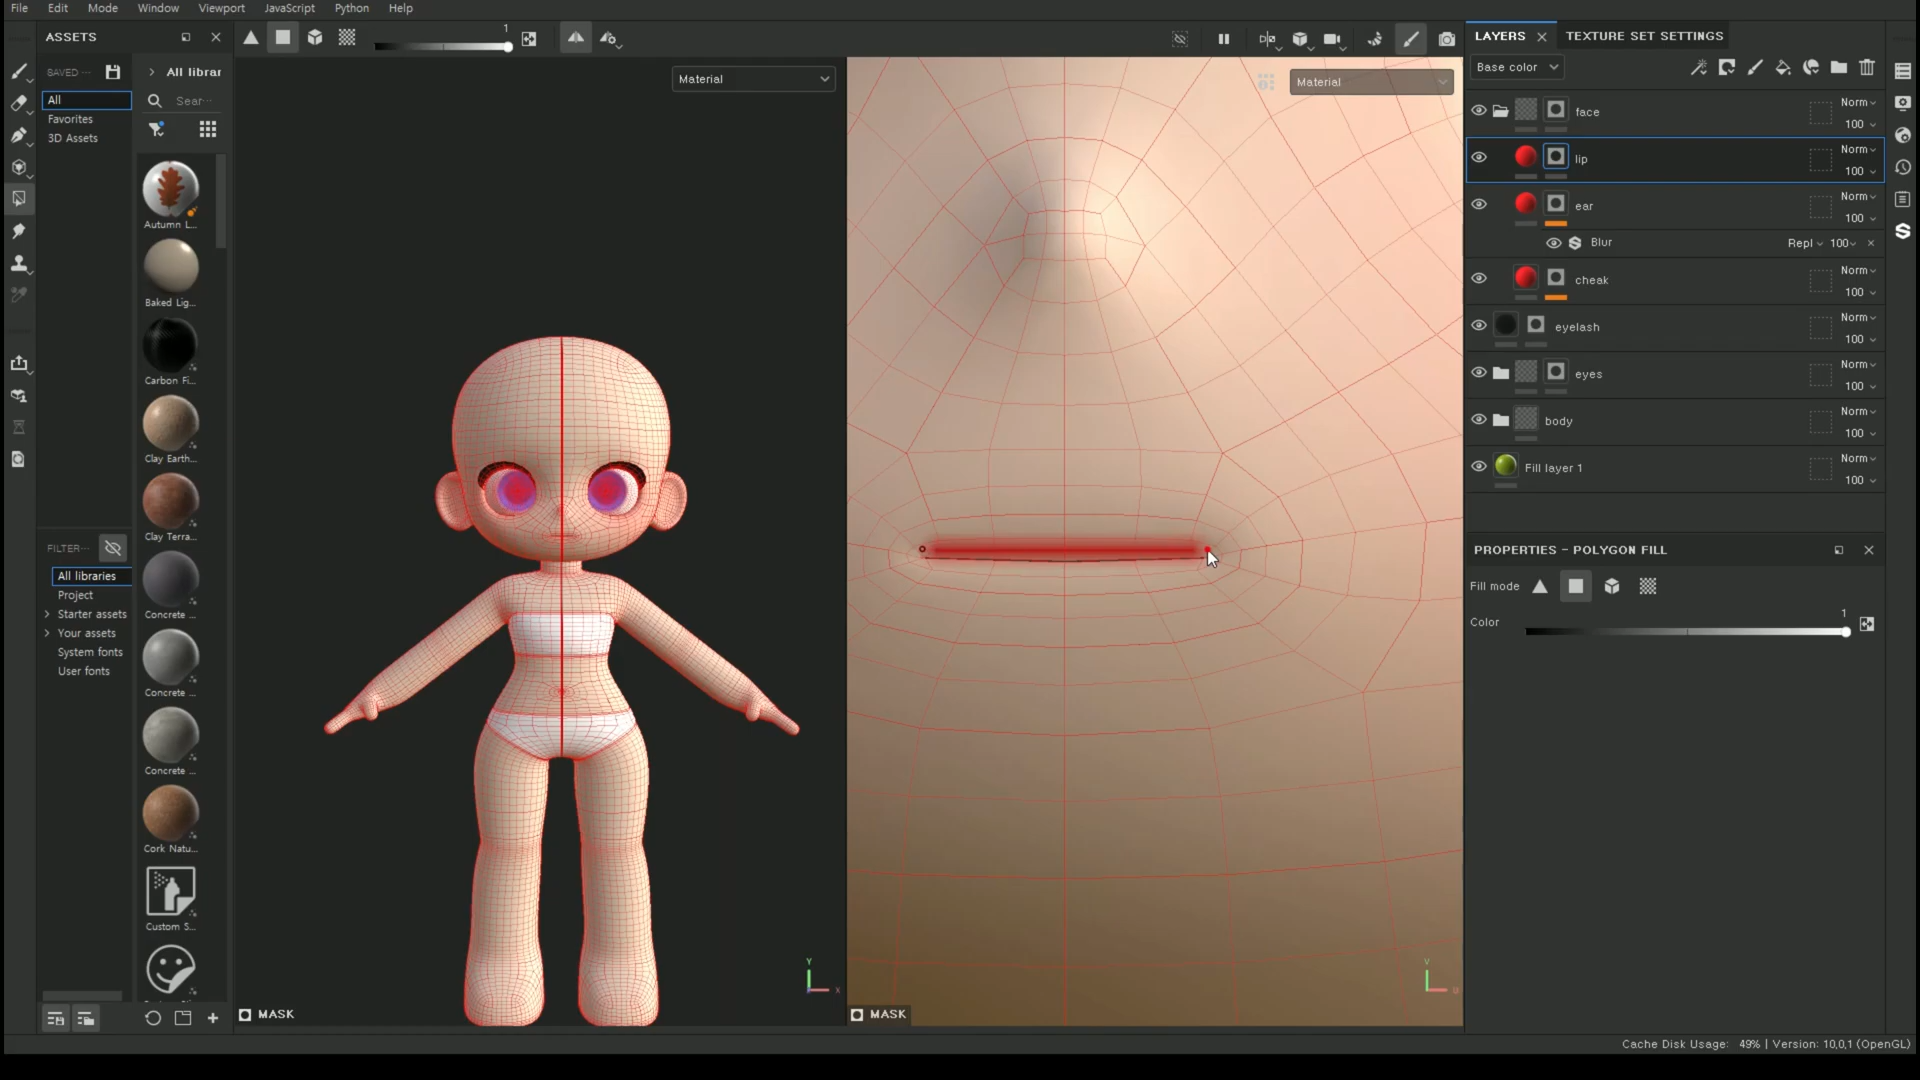 File Edit Mode Window Viewport JavaScript Python Help
ASSETS
SAVED ···
All librar
All
Favorites
3D Assets
Sear···
Autumn L...
Baked Lig...
Carbon Fi...
Clay Earth...
Clay Terra...
Concrete ...
Concrete ...
Concrete ...
Cork Natu...
Custom S...
FILTER···
All libraries
Project
Starter assets
Your assets
System fonts
User fonts
1
Material
Material
MASK
MASK
Y
X
V
U
LAYERS
TEXTURE SET SETTINGS
Base color
face
Norm
100
lip
Norm
100
ear
Norm
100
Blur
Repl
100
cheak
Norm
100
eyelash
Norm
100
eyes
Norm
100
body
Norm
100
Fill layer 1
Norm
100
PROPERTIES - POLYGON FILL
Fill mode
Color
1
Cache Disk Usage: 49% | Version: 10,0,1 (OpenGL)